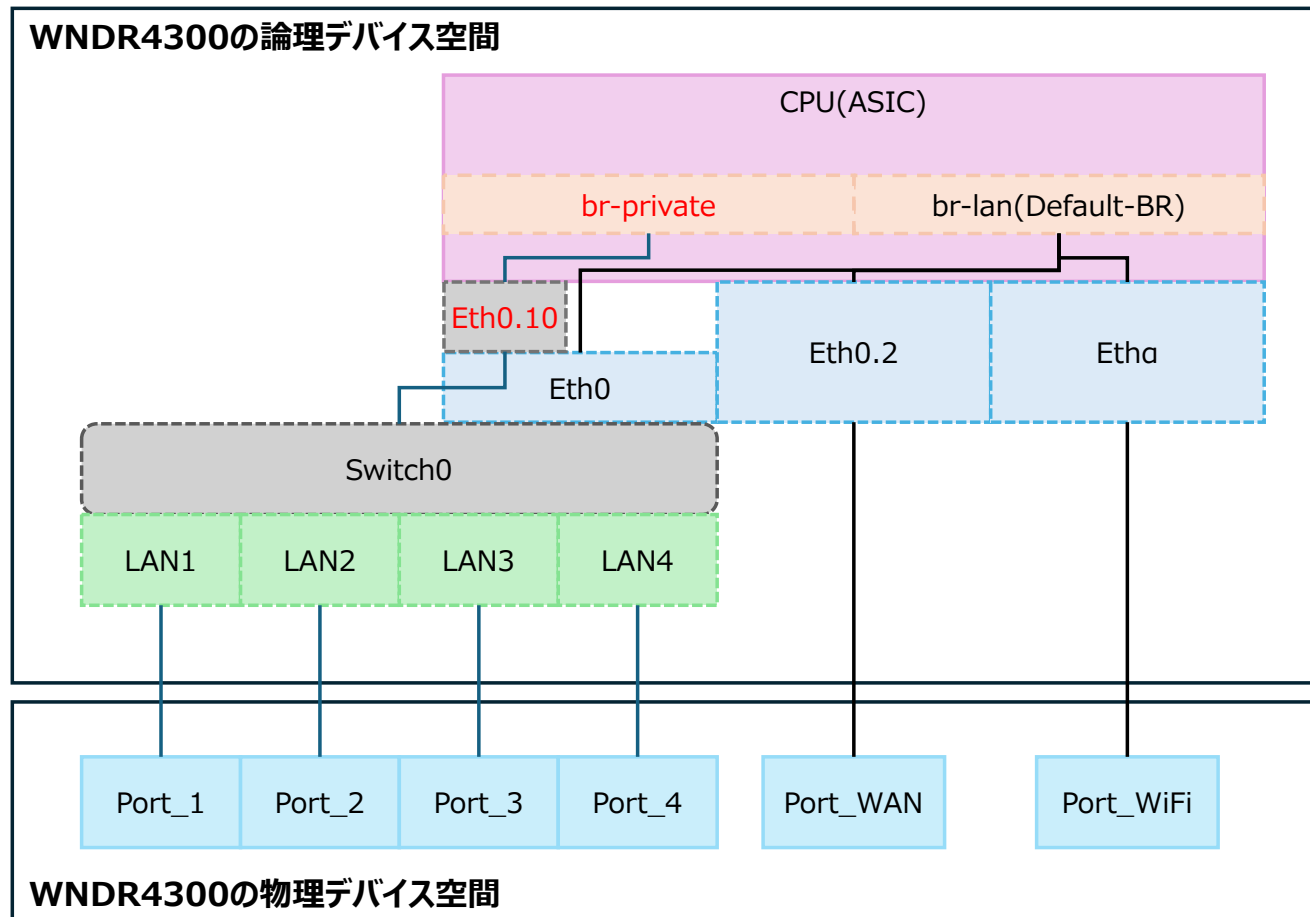 WNDR4300の論理デバイス空間
CPU(ASIC)
br-private
br-lan(Default-BR)
Eth0.10
Eth0
Eth0.2
Ethα
Switch0
LAN1
LAN2
LAN3
LAN4
Port_1
Port_2
Port_3
Port_4
Port_WAN
Port_WiFi
WNDR4300の物理デバイス空間